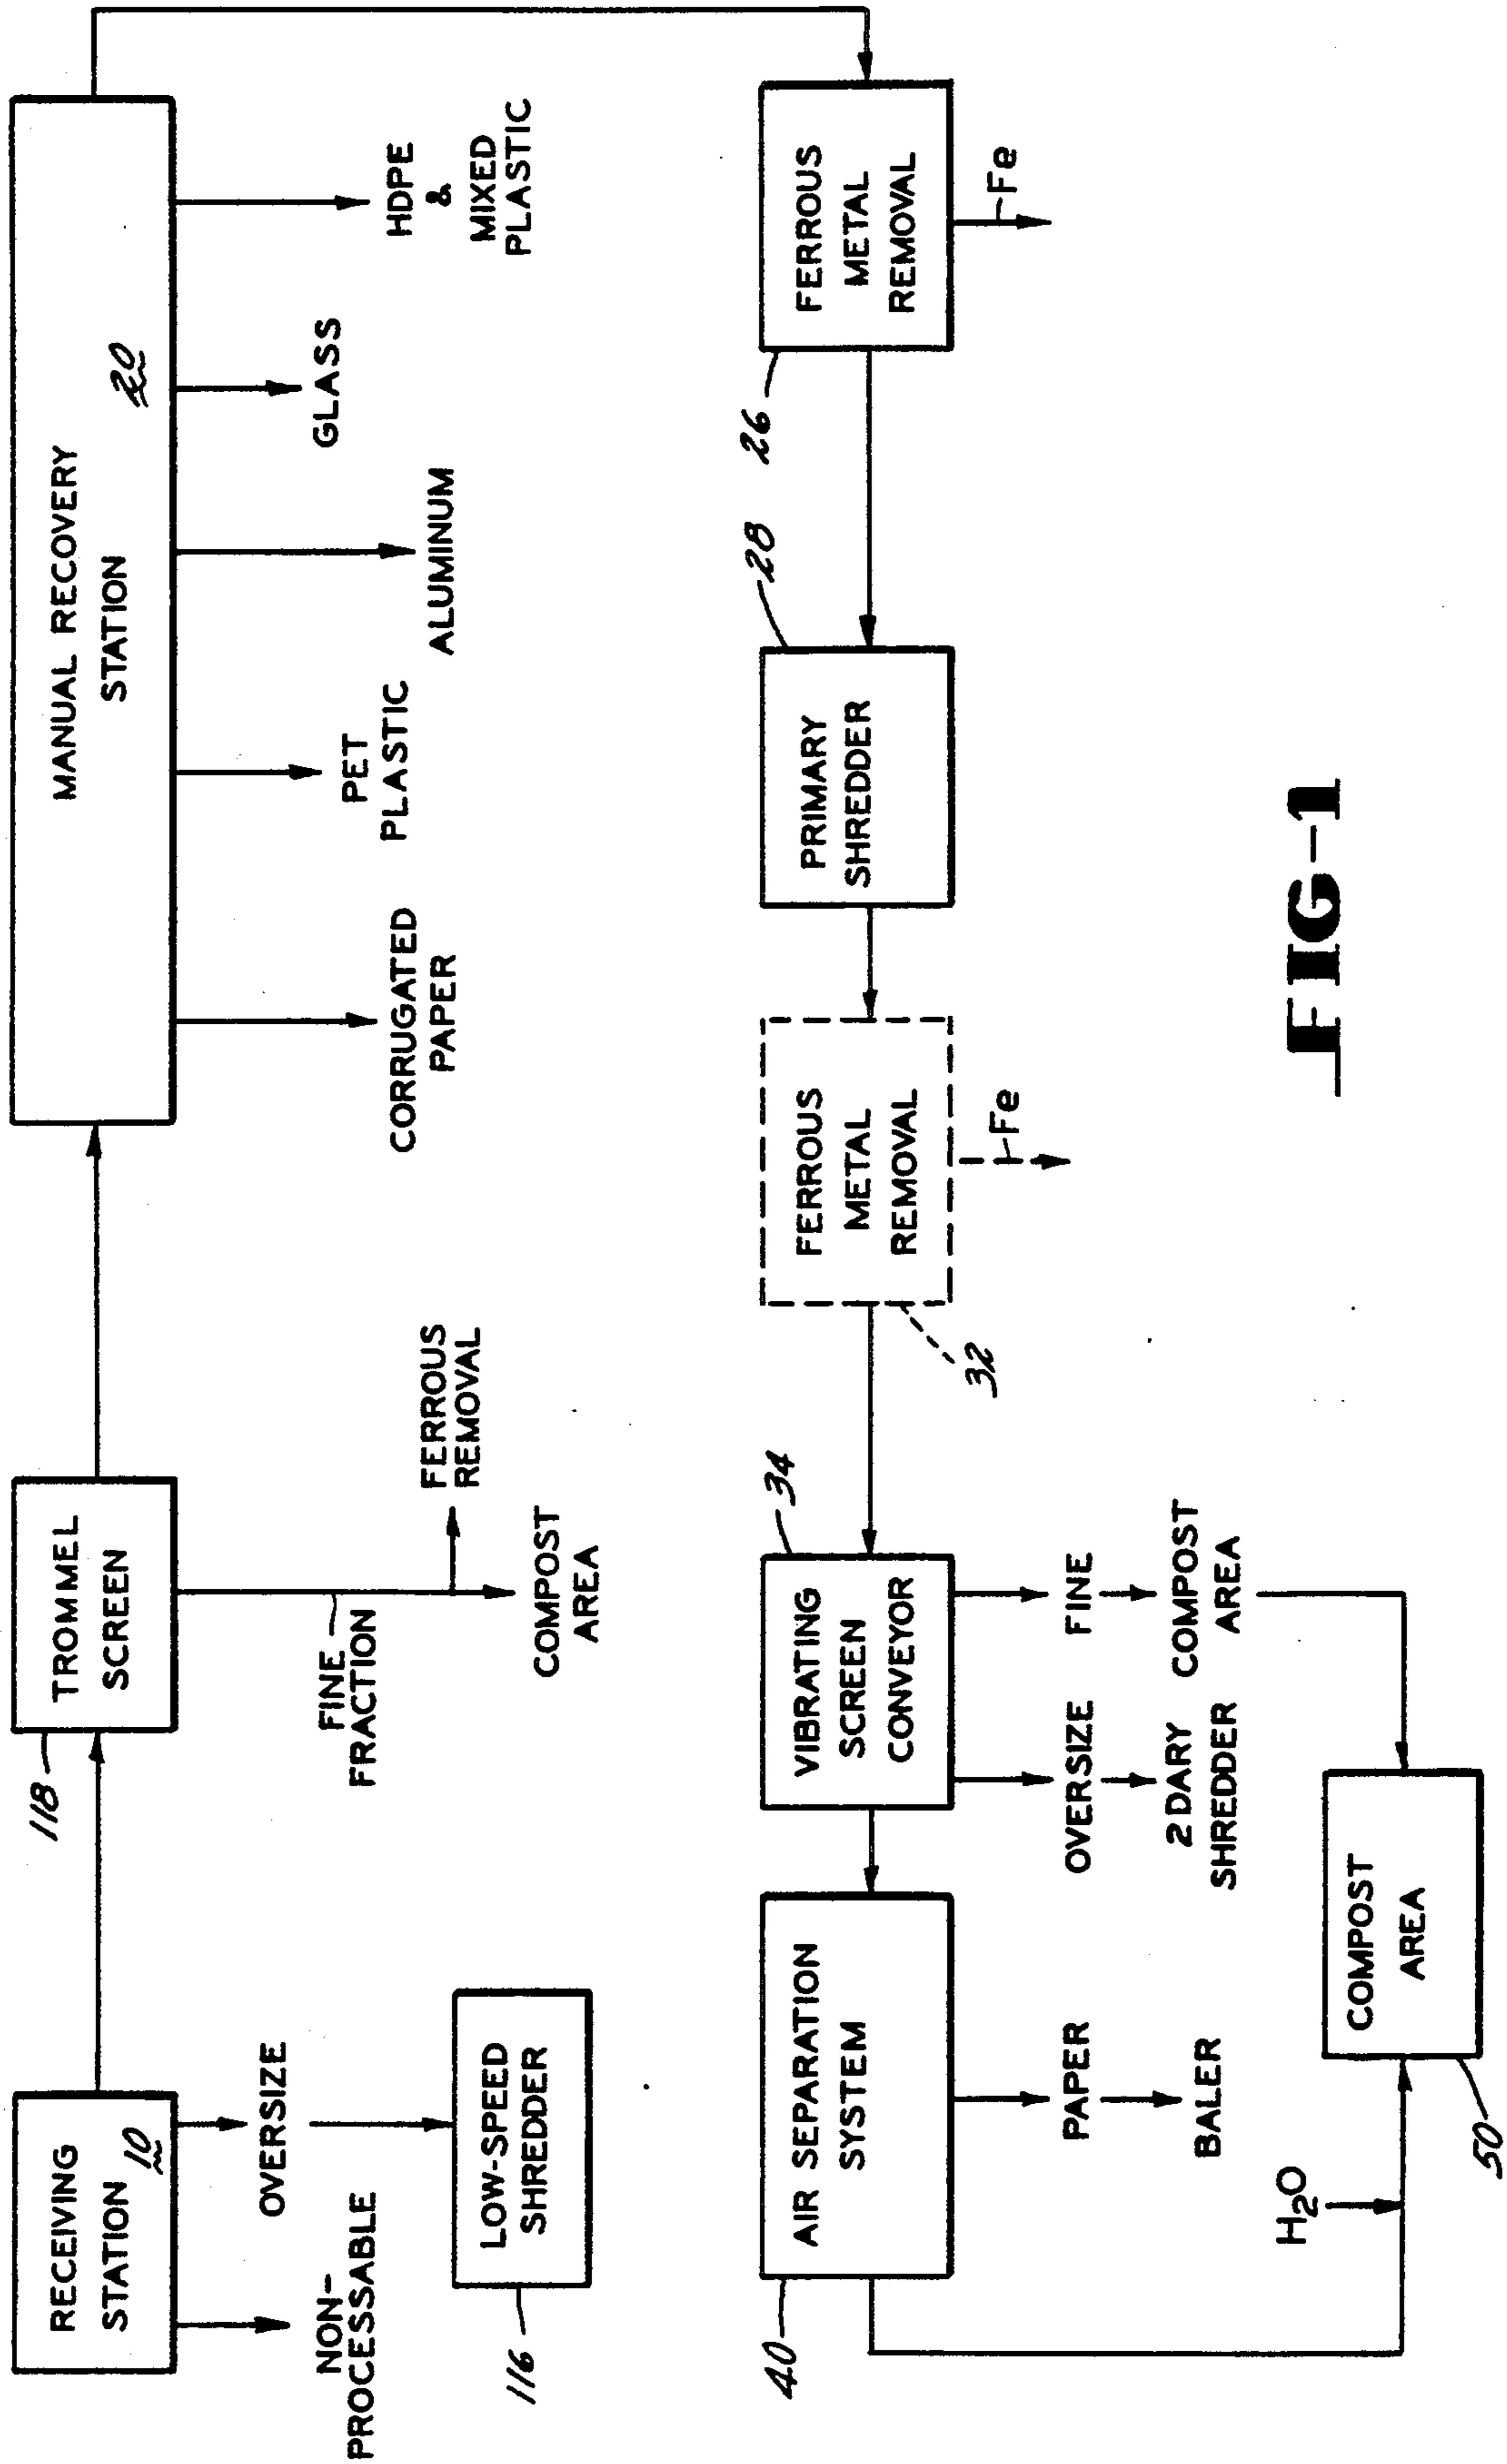 RECEIVING
STATION
10
NON-
PROCESSABLE
OVERSIZE
LOW-SPEED
SHREDDER
116
TROMMEL
SCREEN
118
FINE
FRACTION
FERROUS
REMOVAL
COMPOST
AREA
MANUAL RECOVERY
STATION
20
CORRUGATED
PAPER
PET
PLASTIC
ALUMINUM
GLASS
HDPE
&
MIXED
PLASTIC
FERROUS
METAL
REMOVAL
26
Fe
PRIMARY
SHREDDER
28
FERROUS
METAL
REMOVAL
32
Fe
VIBRATING
SCREEN
CONVEYOR
34
OVERSIZE
2DARY
SHREDDER
FINE
COMPOST
AREA
AIR SEPARATION
SYSTEM
40
PAPER
BALER
H2O
COMPOST
AREA
50
FIG-1